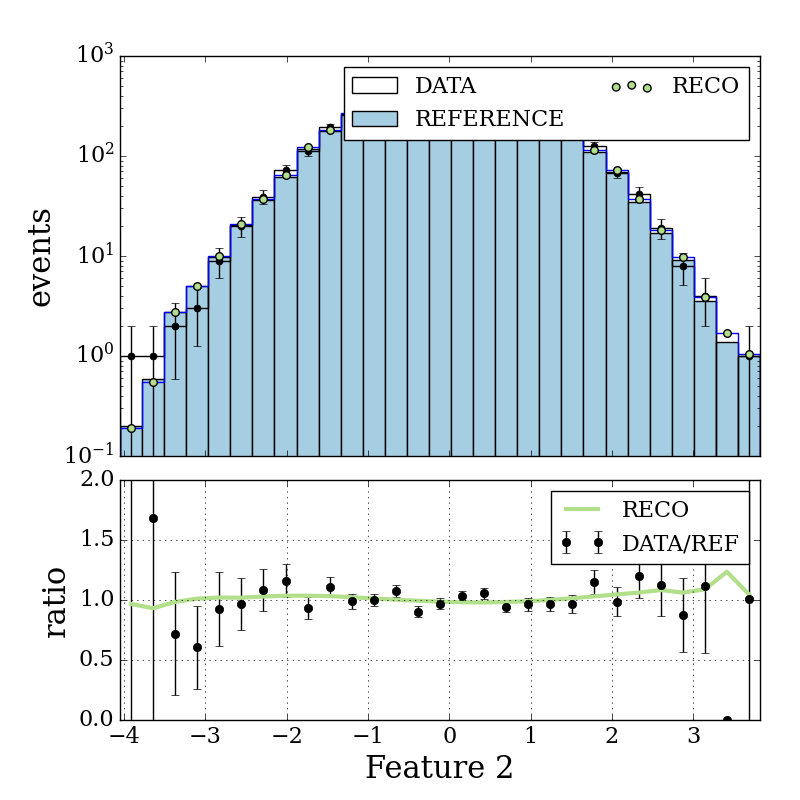 10³
10²
10¹
10⁰
10⁻¹
events
DATA
REFERENCE
RECO
2.0
1.5
1.0
0.5
0.0
ratio
RECO
DATA/REF
−4 −3 −2 −1 0 1 2 3
Feature 2